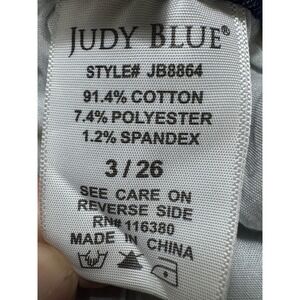 JUDY BLUE®
STYLE# JB8864
91.4% COTTON
7.4% POLYESTER
1.2% SPANDEX
3 / 26
SEE CARE ON
REVERSE SIDE
RN# 116380
MADE IN CHINA